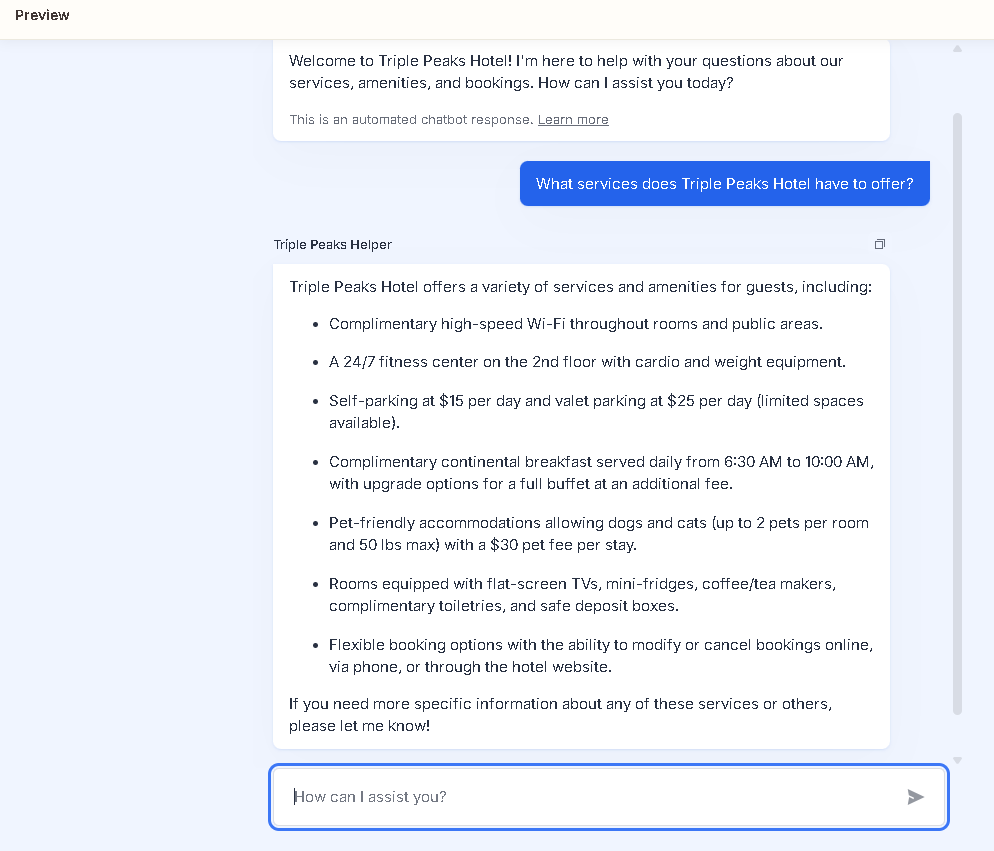 Preview
Welcome to Triple Peaks Hotel! I'm here to help with your questions about our
services, amenities, and bookings. How can I assist you today?
This is an automated chatbot response. Learn more
What services does Triple Peaks Hotel have to offer?
Triple Peaks Helper
Triple Peaks Hotel offers a variety of services and amenities for guests, including:
• Complimentary high-speed Wi-Fi throughout rooms and public areas.
• A 24/7 fitness center on the 2nd floor with cardio and weight equipment.
• Self-parking at $15 per day and valet parking at $25 per day (limited spaces
available).
• Complimentary continental breakfast served daily from 6:30 AM to 10:00 AM,
with upgrade options for a full buffet at an additional fee.
• Pet-friendly accommodations allowing dogs and cats (up to 2 pets per room
and 50 lbs max) with a $30 pet fee per stay.
• Rooms equipped with flat-screen TVs, mini-fridges, coffee/tea makers,
complimentary toiletries, and safe deposit boxes.
• Flexible booking options with the ability to modify or cancel bookings online,
via phone, or through the hotel website.
If you need more specific information about any of these services or others,
please let me know!
How can I assist you?